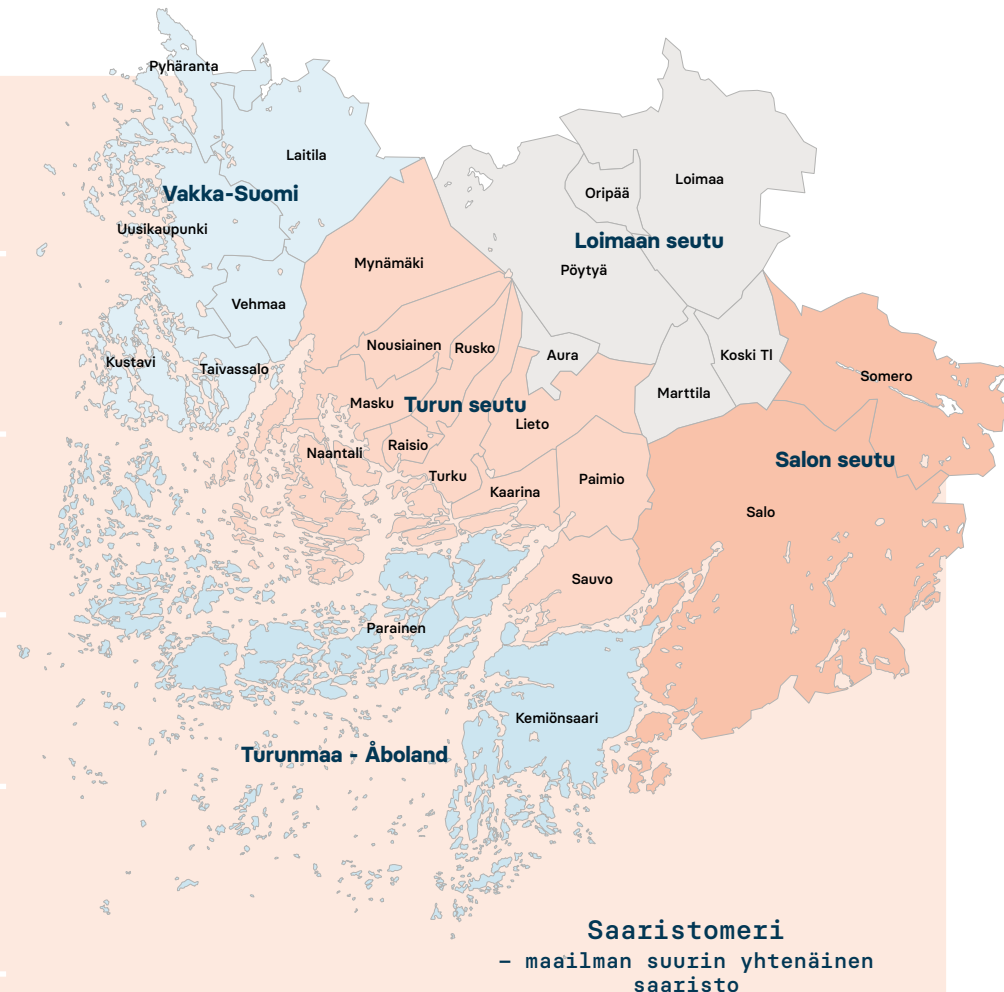 Pyhäranta
Laitila
Vakka-Suomi
Uusikaupunki
Vehmaa
Kustavi
Taivassalo
Loimaa
Oripää
Loimaan seutu
Pöytyä
Aura
Koski Tl
Marttila
Mynämäki
Nousiainen
Rusko
Masku
Turun seutu
Lieto
Naantali
Raisio
Turku
Kaarina
Paimio
Sauvo
Somero
Salon seutu
Salo
Parainen
Kemiönsaari
Turunmaa - Åboland
Saaristomeri
– maailman suurin yhtenäinen
saaristo